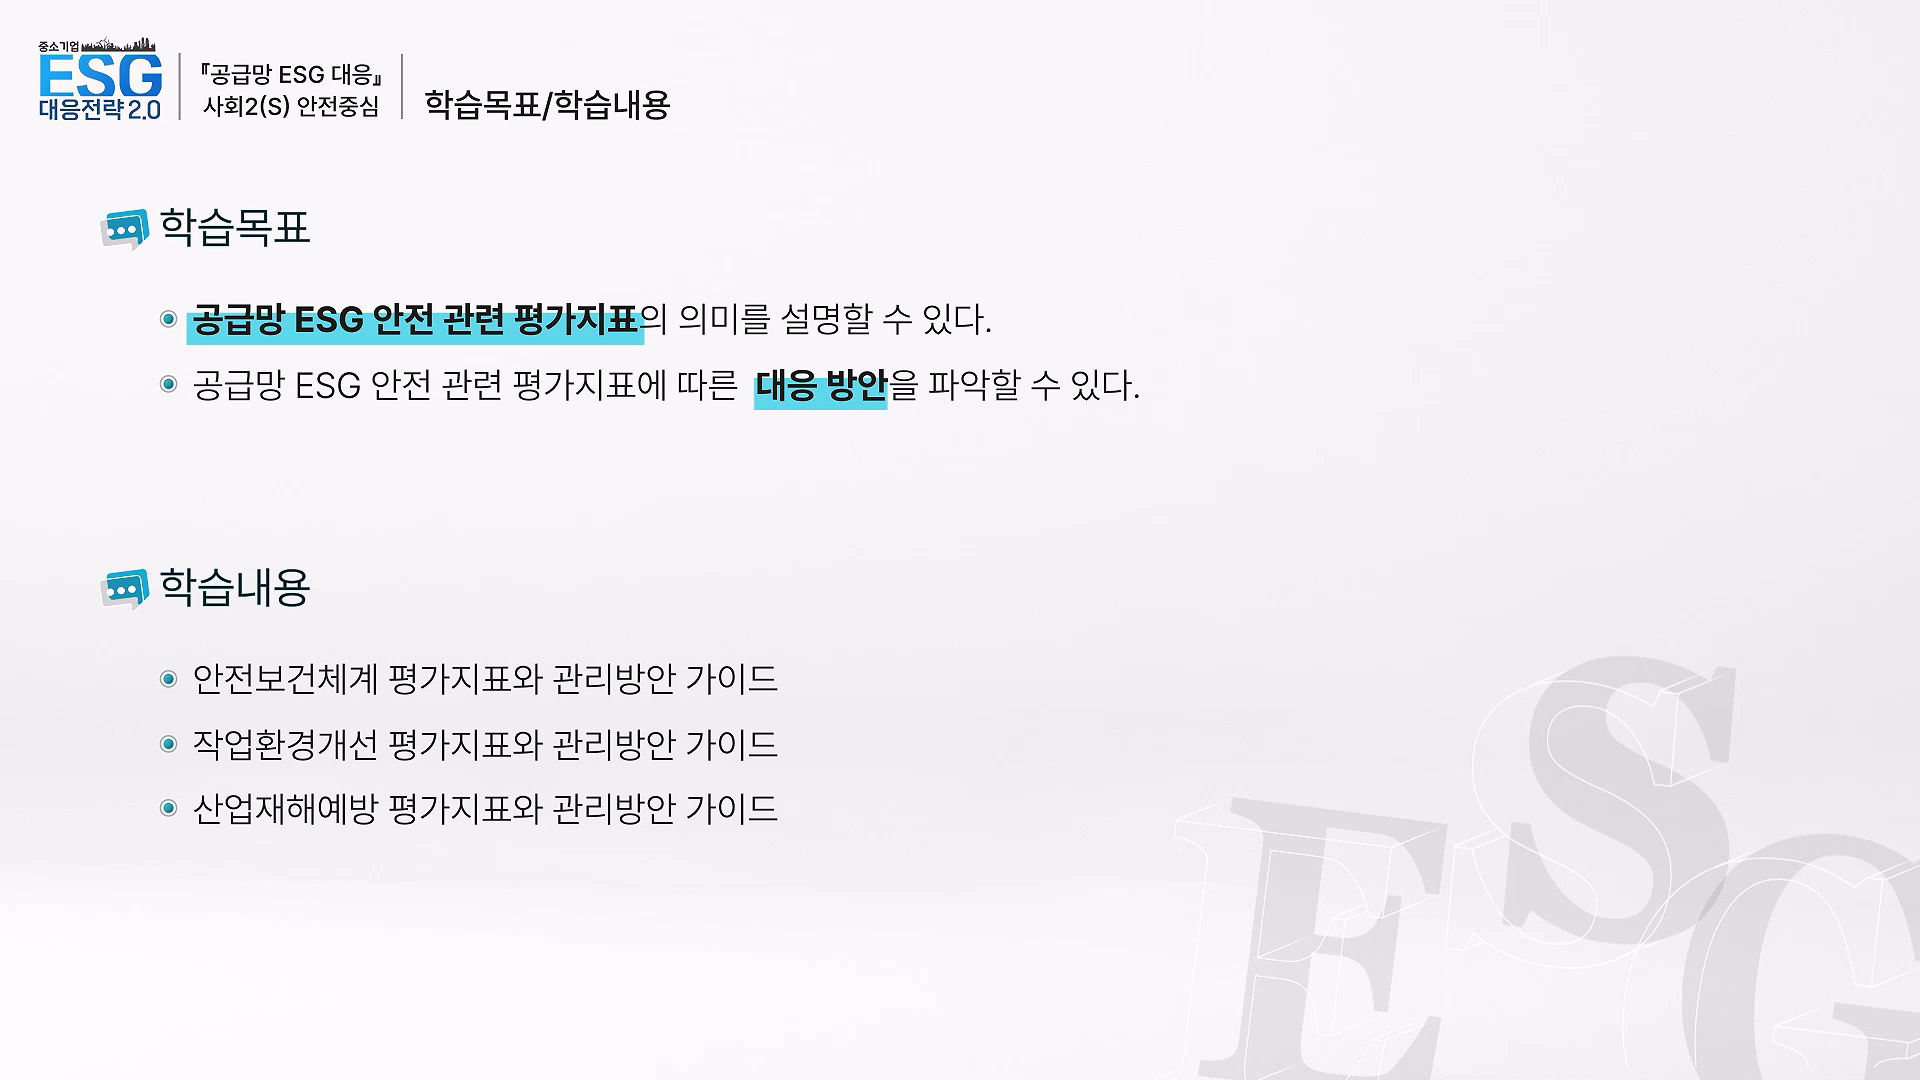 중소기업
ESG
대응전략 2.0
『공급망 ESG 대응』
사회2(S) 안전중심
학습목표/학습내용
학습목표
공급망 ESG 안전 관련 평가지표의 의미를 설명할 수 있다.
공급망 ESG 안전 관련 평가지표에 따른 대응 방안을 파악할 수 있다.
학습내용
안전보건체계 평가지표와 관리방안 가이드
작업환경개선 평가지표와 관리방안 가이드
산업재해예방 평가지표와 관리방안 가이드
ESG